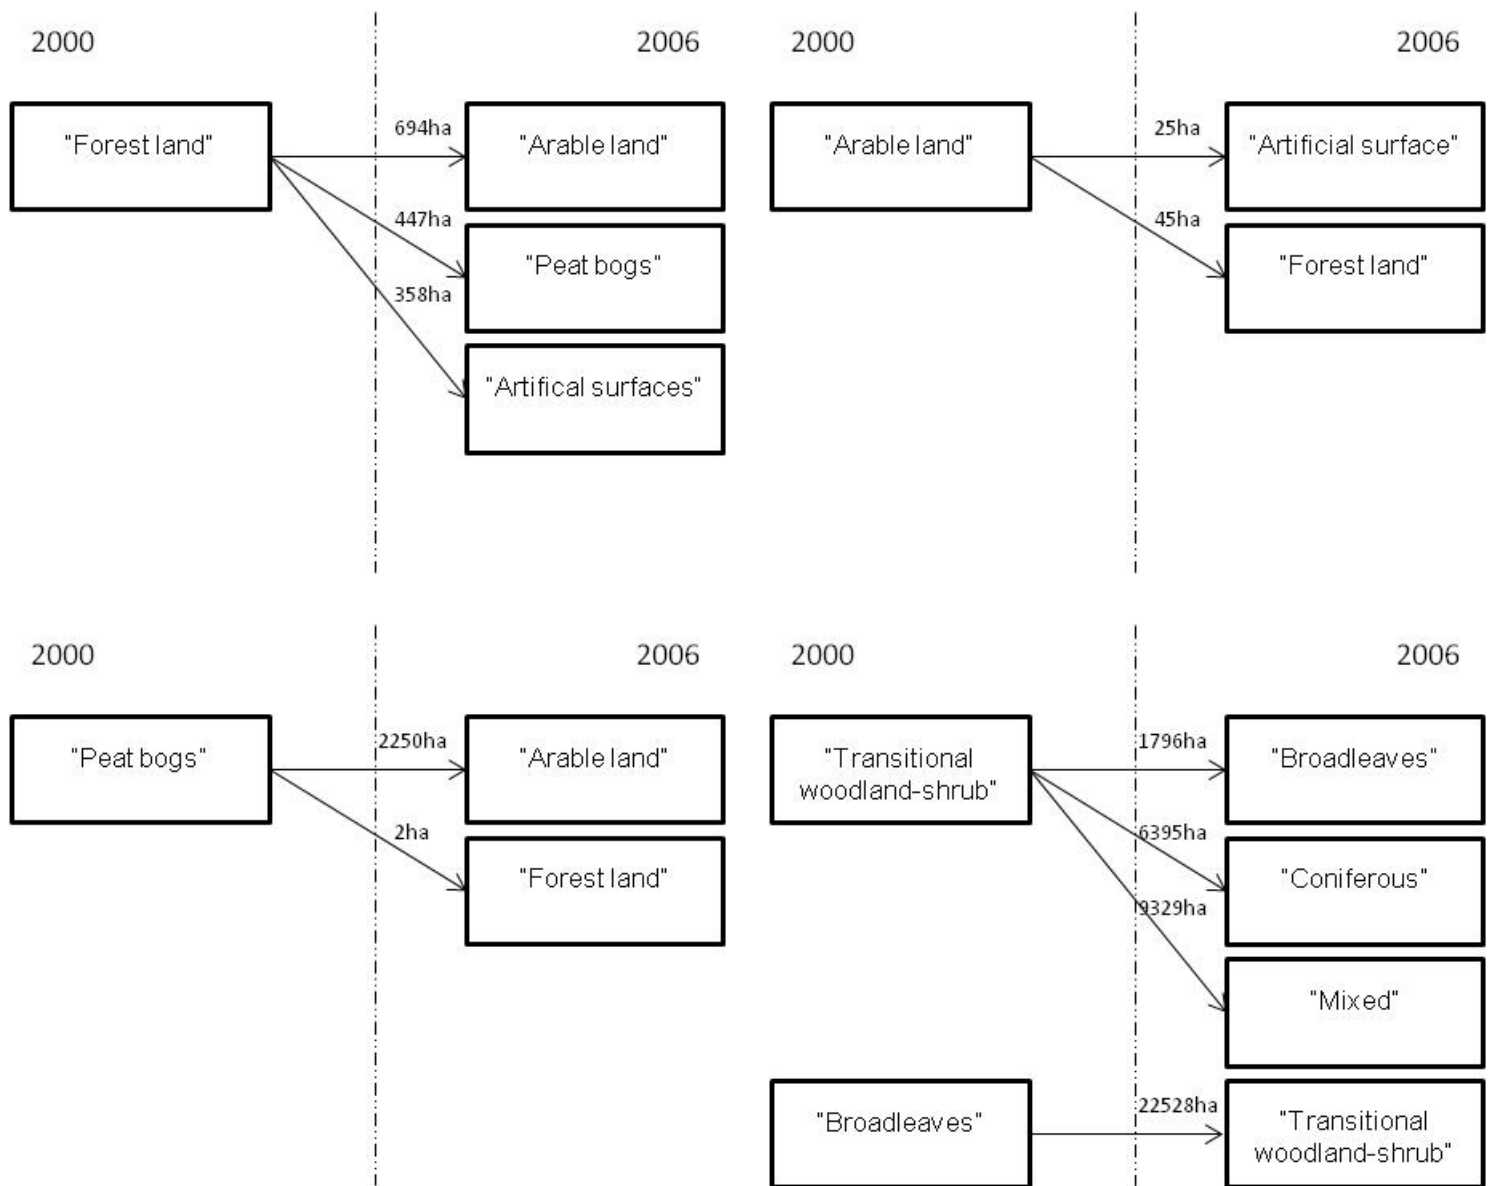 2000
2006
2000
2006
"Forest land"
694ha
"Arable land"
447ha
"Peat bogs"
358ha
"Artifical surfaces"
"Arable land"
25ha
"Artificial surface"
45ha
"Forest land"
2000
2006
2000
2006
"Peat bogs"
2250ha
"Arable land"
2ha
"Forest land"
"Transitional
woodland-shrub"
1796ha
"Broadleaves"
6395ha
"Coniferous"
9329ha
"Mixed"
"Broadleaves"
22528ha
"Transitional
woodland-shrub"